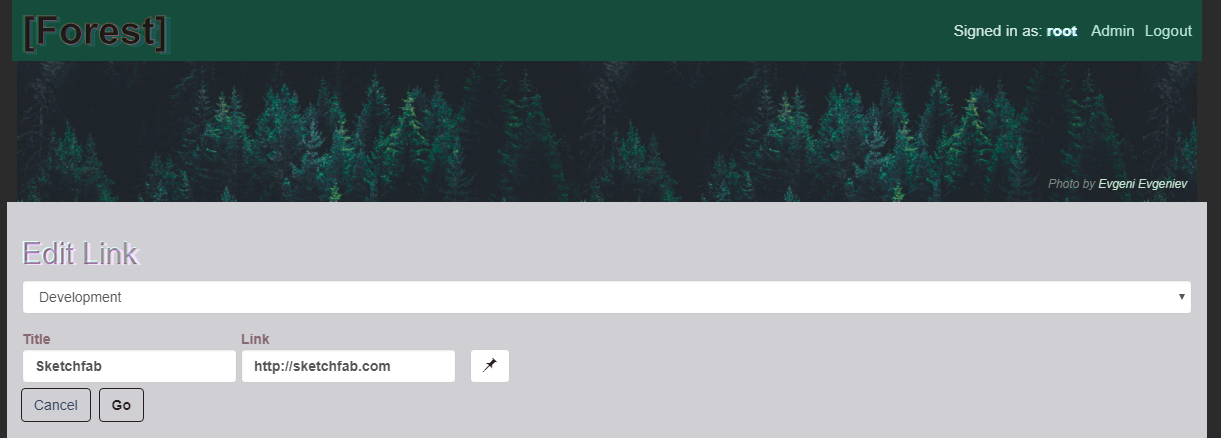 [Forest]
Signed in as: root Admin Logout
Photo by Evgeni Evgeniev
Edit Link
Development
Title Link
Sketchfab http://sketchfab.com
Cancel Go